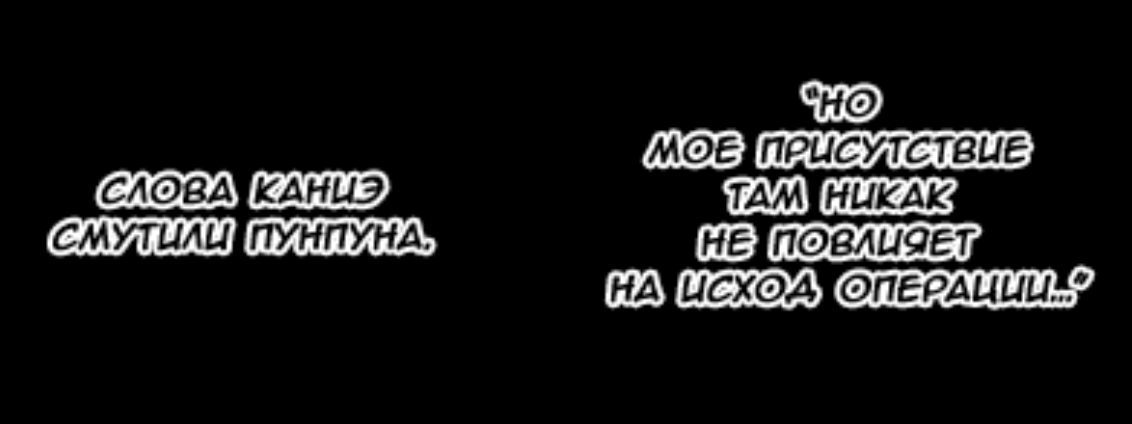 СЛОВА КАНИЭ
СМУТИЛИ ПУНПУНА.
"НО
МОЕ ПРИСУТСТВИЕ
ТАМ НИКАК
НЕ ПОВЛИЯЕТ
НА ИСХОД ОПЕРАЦИИ..."